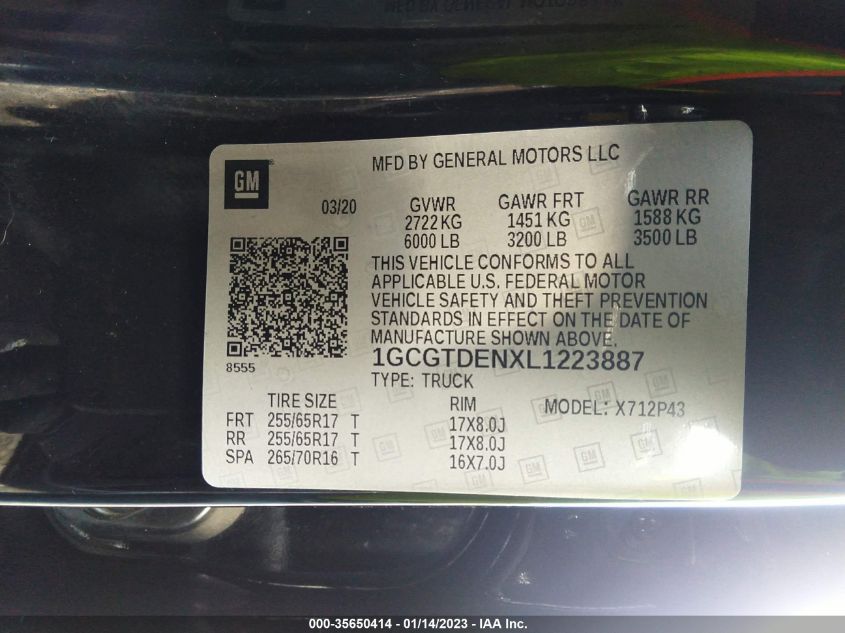 GM
MFD BY GENERAL MOTORS LLC
03/20
GVWR GAWR FRT GAWR RR
2722 KG 1451 KG 1588 KG
6000 LB 3200 LB 3500 LB
THIS VEHICLE CONFORMS TO ALL
APPLICABLE U.S. FEDERAL MOTOR
VEHICLE SAFETY AND THEFT PREVENTION
STANDARDS IN EFFECT ON THE DATE OF
MANUFACTURE SHOWN ABOVE.
8555
1GCGTDENXL1223887
TYPE: TRUCK
TIRE SIZE RIM MODEL: X712P43
FRT 255/65R17 T 17X8.0J
RR 255/65R17 T 17X8.0J
SPA 265/70R16 T 16X7.0J
000-35650414 - 01/14/2023 - © IAA Inc.